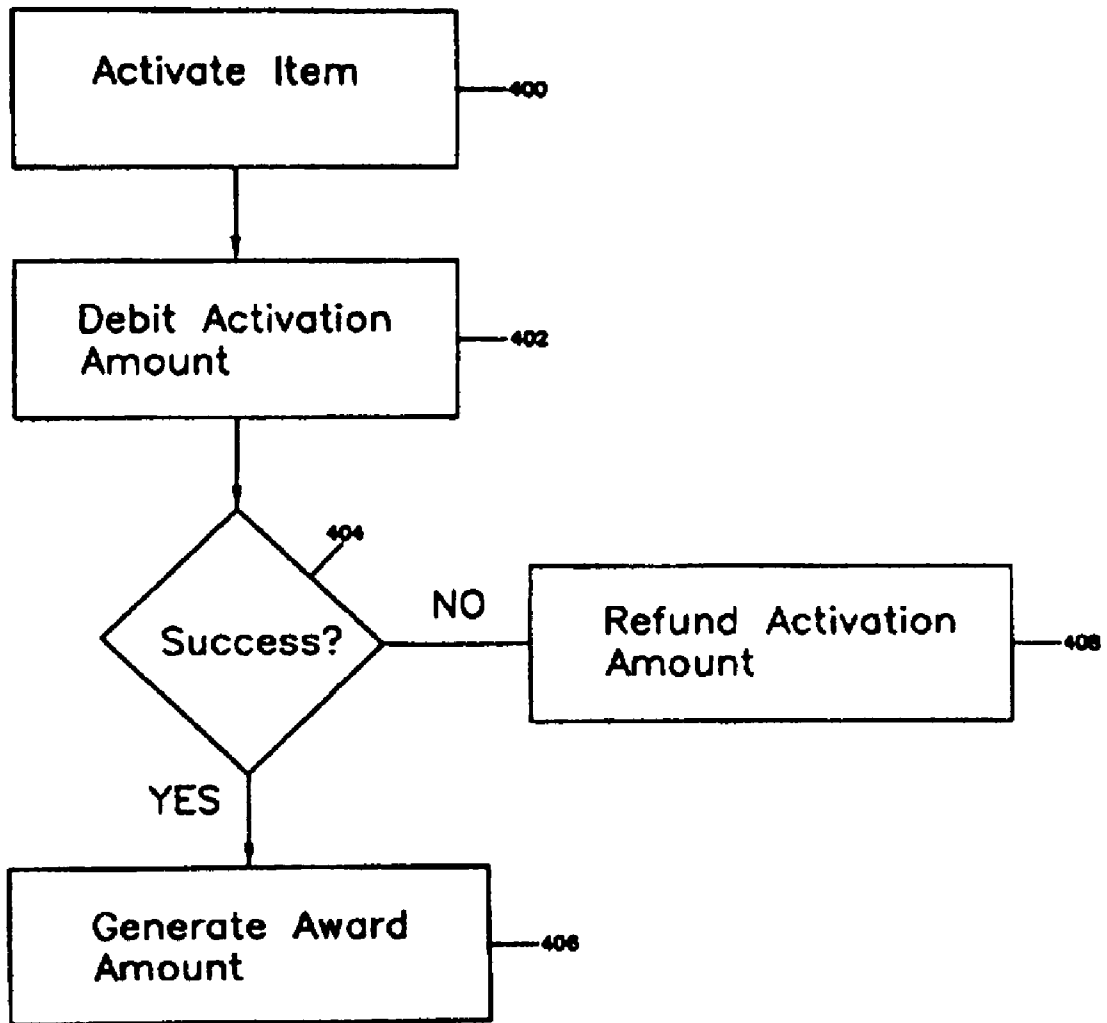 Activate Item
400
Debit Activation
Amount
402
404
Success?
NO
Refund Activation
Amount
408
YES
Generate Award
Amount
406